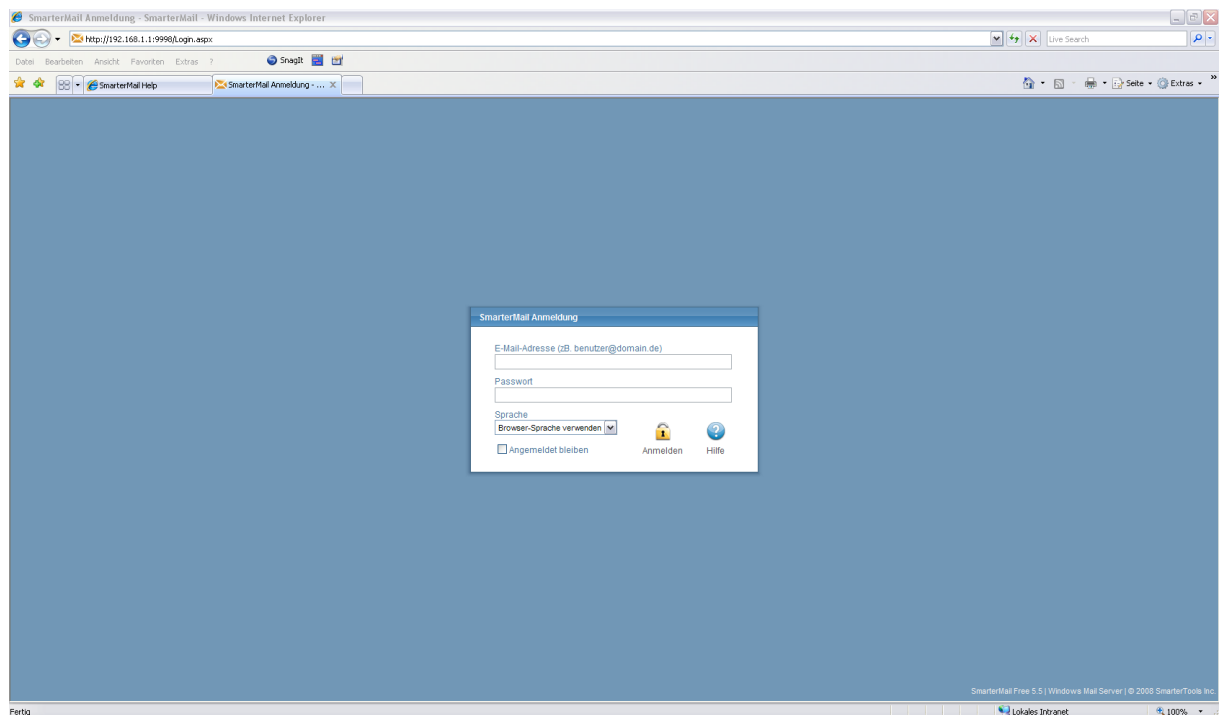 SmarterMail Anmeldung - SmarterMail - Windows Internet Explorer
http://192.168.1.1:9998/Login.aspx
Live Search
Datei Bearbeiten Ansicht Favoriten Extras ? SnagIt
SmarterMail Help
SmarterMail Anmeldung - ...
Seite Extras
SmarterMail Anmeldung
E-Mail-Adresse (zB. benutzer@domain.de)
Passwort
Sprache
Browser-Sprache verwenden
Angemeldet bleiben
Anmelden
Hilfe
SmarterMail Free 5.5 | Windows Mail Server | © 2008 SmarterTools Inc.
Fertig
Lokales Intranet
100%